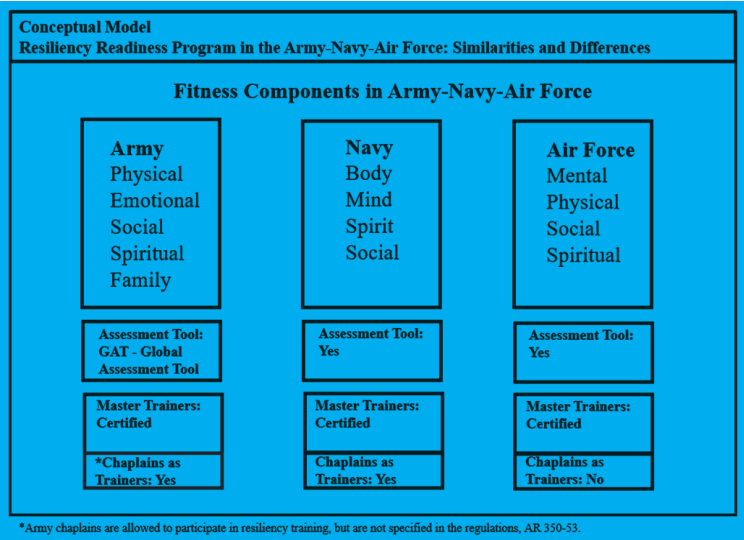 Conceptual Model
Resiliency Readiness Program in the Army-Navy-Air Force: Similarities and Differences
Fitness Components in Army-Navy-Air Force
Army
Physical
Emotional
Social
Spiritual
Family
Navy
Body
Mind
Spirit
Social
Air Force
Mental
Physical
Social
Spiritual
Assessment Tool:
GAT - Global
Assessment Tool
Assessment Tool:
Yes
Assessment Tool:
Yes
Master Trainers:
Certified
Master Trainers:
Certified
Master Trainers:
Certified
*Chaplains as
Trainers: Yes
Chaplains as
Trainers: Yes
Chaplains as
Trainers: No
*Army chaplains are allowed to participate in resiliency training, but are not specified in the regulations, AR 350-53.